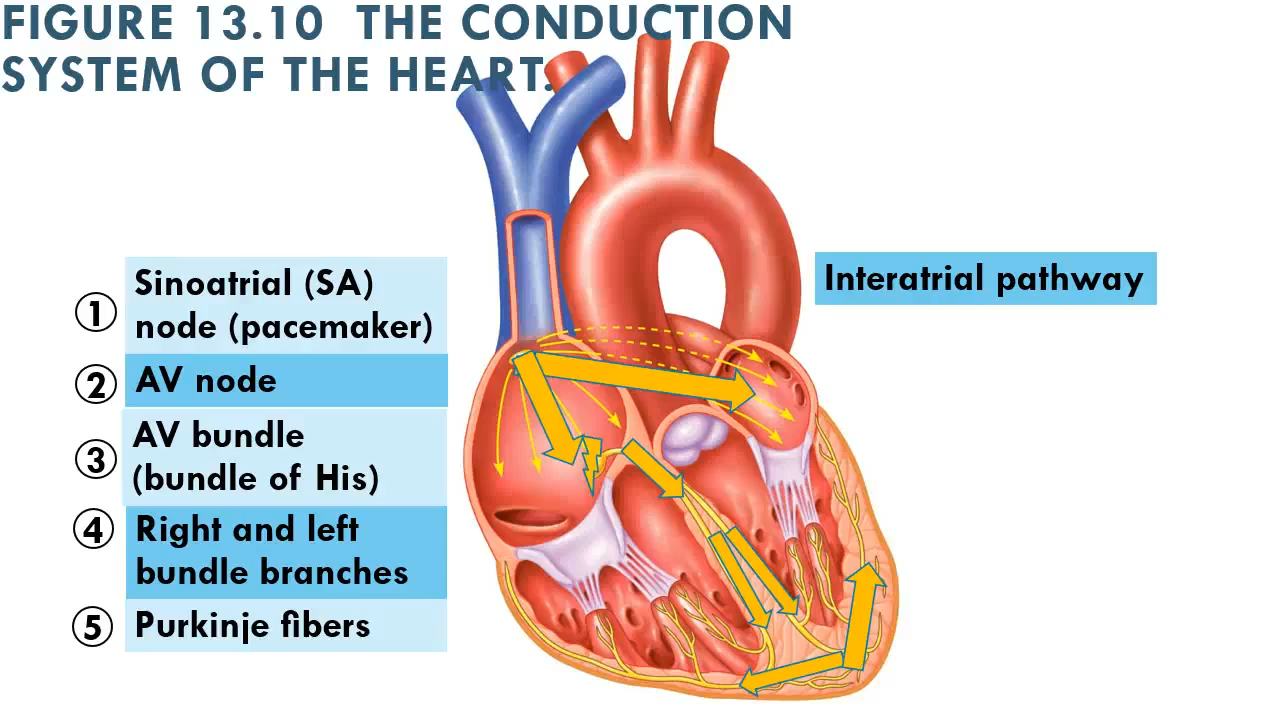 FIGURE 13.10 THE CONDUCTION
SYSTEM OF THE HEART.
① Sinoatrial (SA)
node (pacemaker)
② AV node
③ AV bundle
(bundle of His)
④ Right and left
bundle branches
⑤ Purkinje fibers
Interatrial pathway